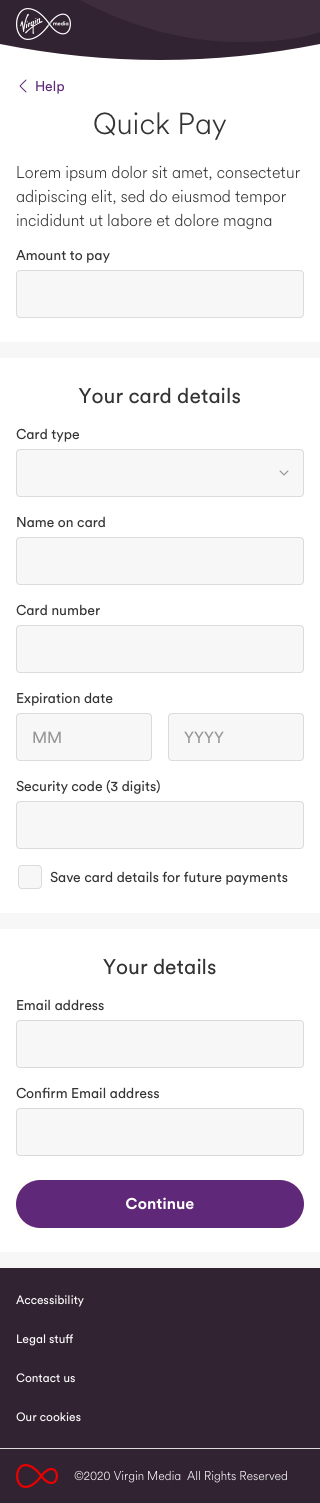 Virgin media
Help
Quick Pay
Lorem ipsum dolor sit amet, consectetur
adipiscing elit, sed do eiusmod tempor
incididunt ut labore et dolore magna
Amount to pay
Your card details
Card type
Name on card
Card number
Expiration date
MM YYYY
Security code (3 digits)
Save card details for future payments
Your details
Email address
Confirm Email address
Continue
Accessibility
Legal stuff
Contact us
Our cookies
©2020 Virgin Media  All Rights Reserved